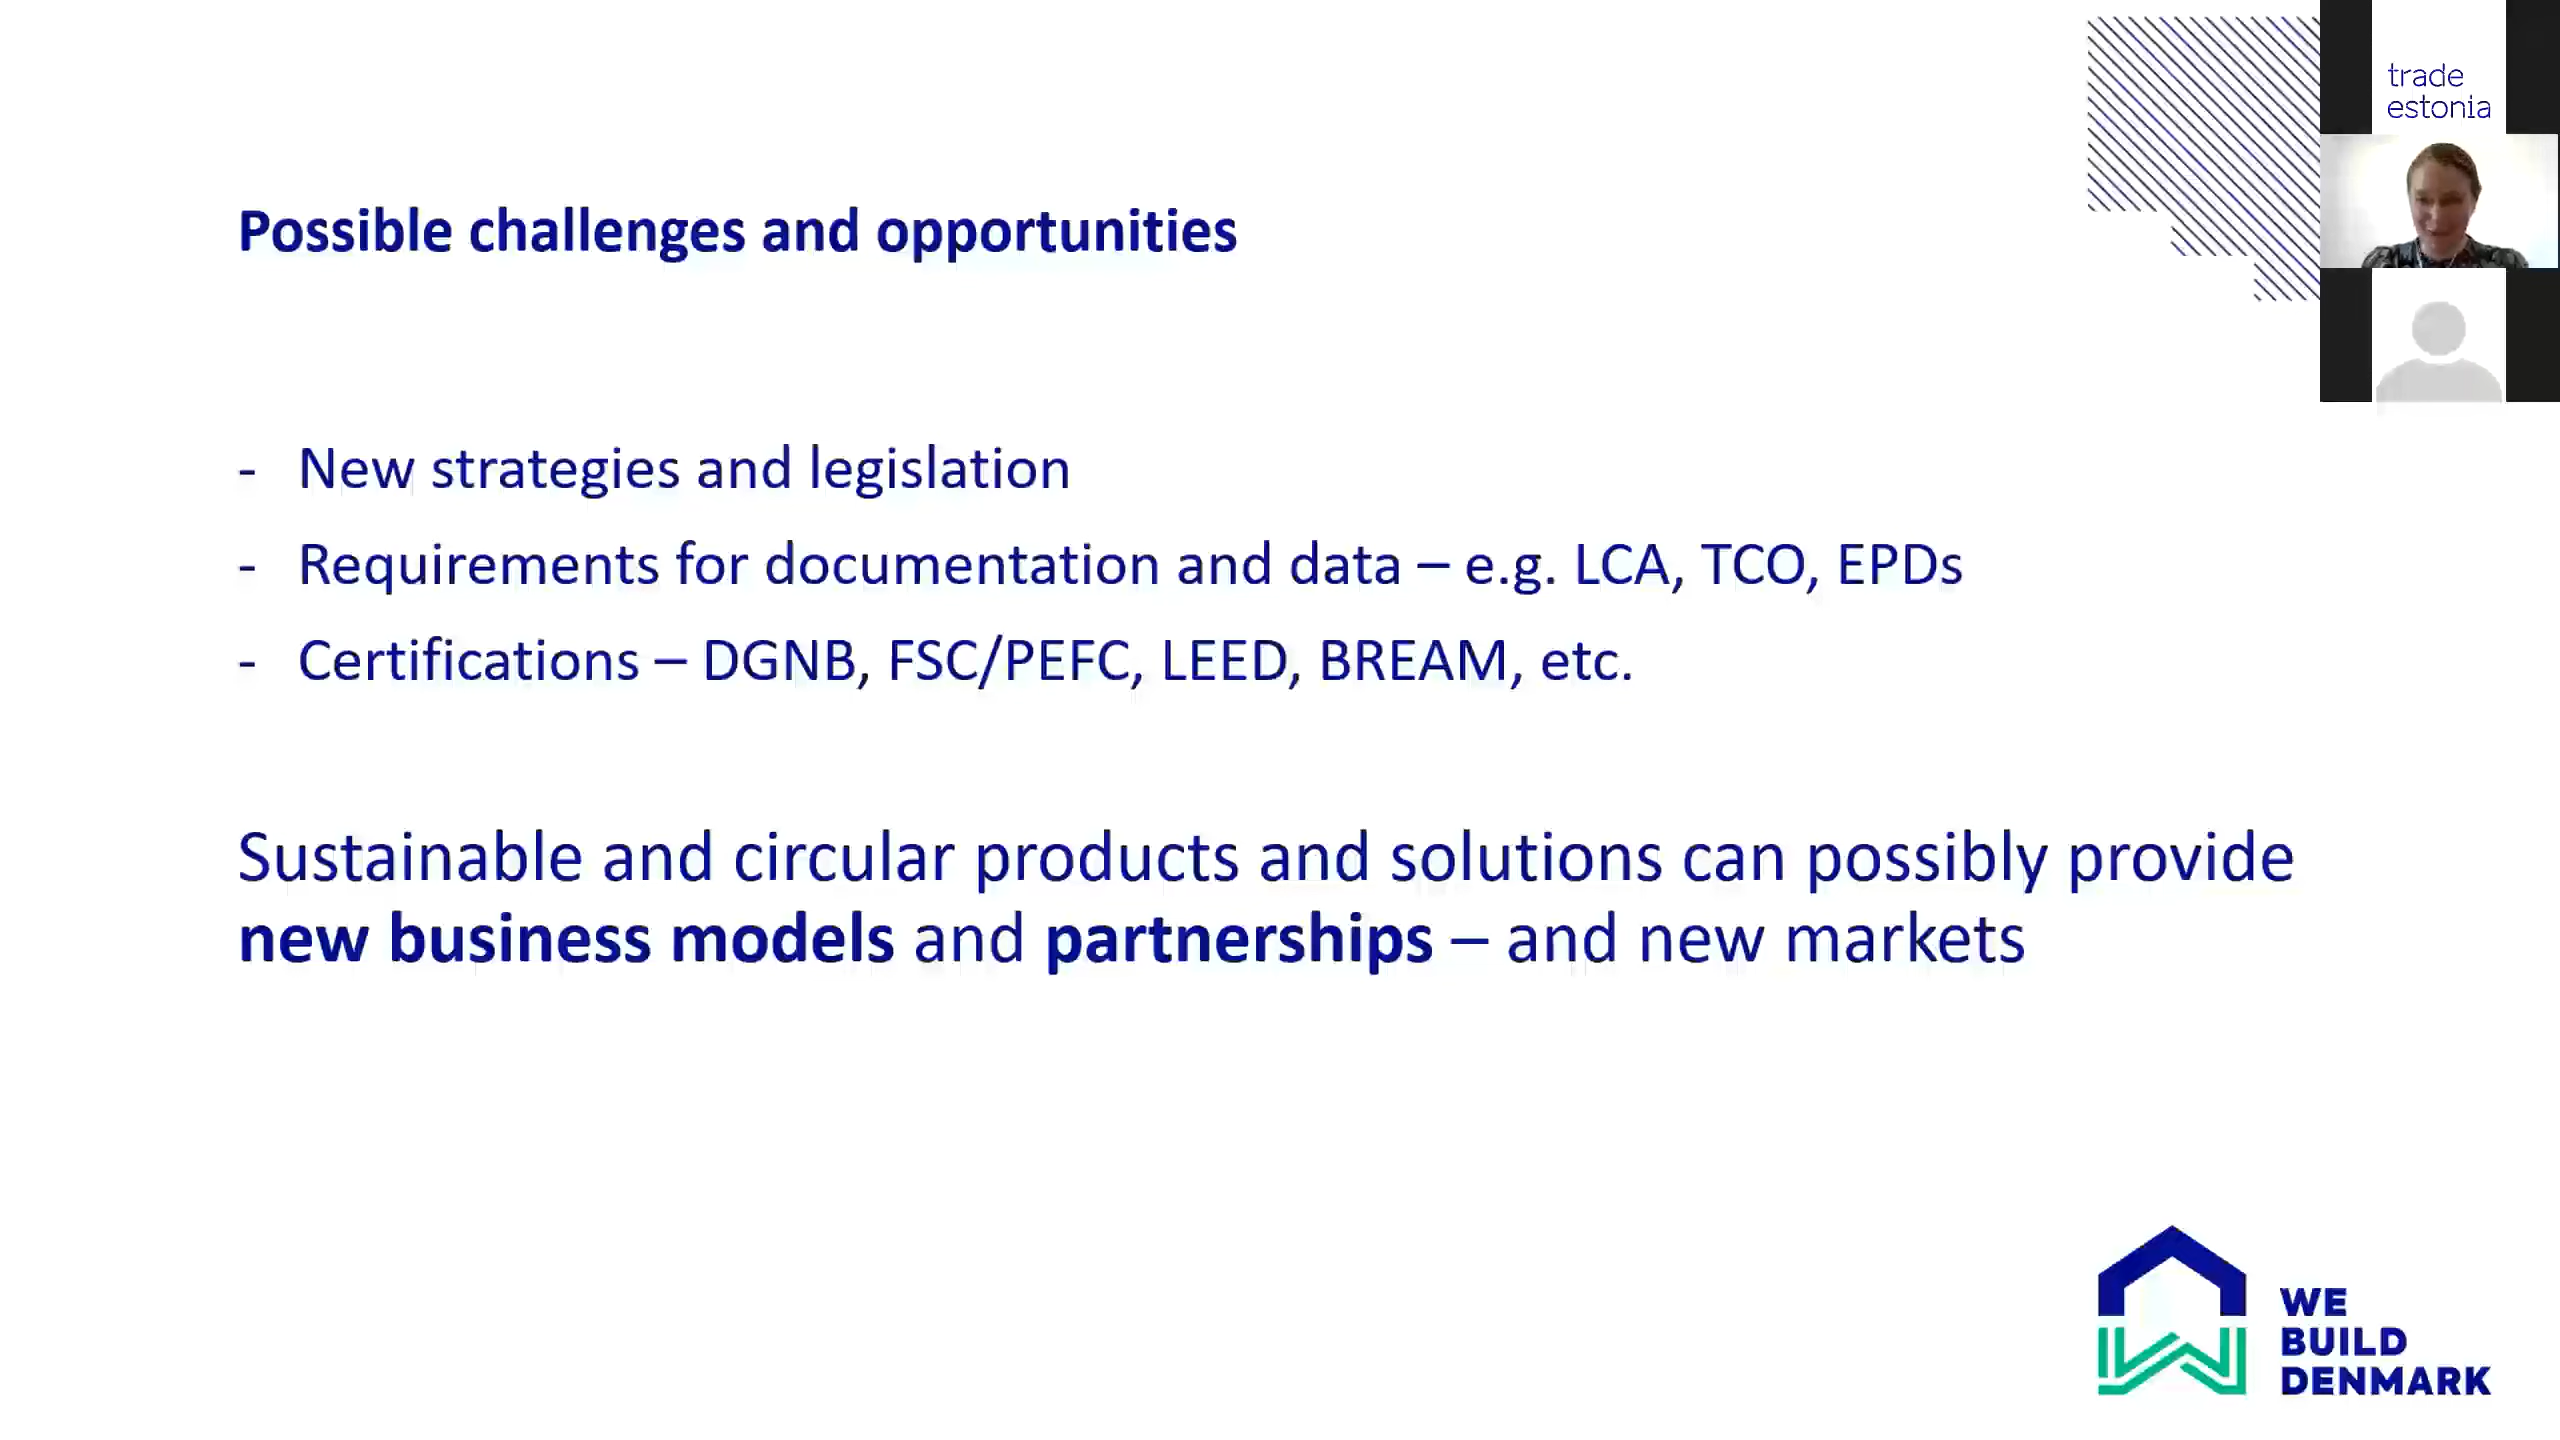 trade
estonia
Possible challenges and opportunities
- New strategies and legislation
- Requirements for documentation and data – e.g. LCA, TCO, EPDs
- Certifications – DGNB, FSC/PEFC, LEED, BREAM, etc.
Sustainable and circular products and solutions can possibly provide
new business models and partnerships – and new markets
WE
BUILD
DENMARK